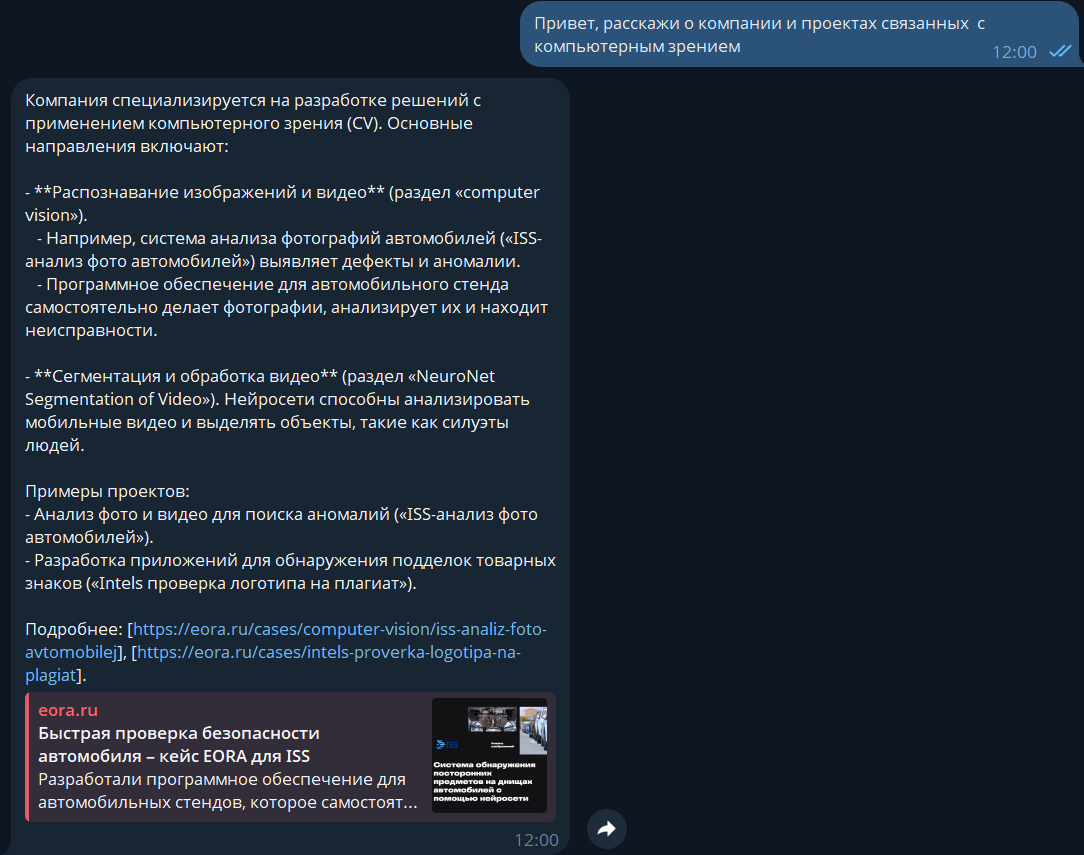 Привет, расскажи о компании и проектах связанных  с
компьютерным зрением
12:00
Компания специализируется на разработке решений с
применением компьютерного зрения (CV). Основные
направления включают:
- **Распознавание изображений и видео** (раздел «computer
vision»).
- Например, система анализа фотографий автомобилей («ISS-
анализ фото автомобилей») выявляет дефекты и аномалии.
- Программное обеспечение для автомобильного стенда
самостоятельно делает фотографии, анализирует их и находит
неисправности.
- **Сегментация и обработка видео** (раздел «NeuroNet
Segmentation of Video»). Нейросети способны анализировать
мобильные видео и выделять объекты, такие как силуэты
людей.
Примеры проектов:
- Анализ фото и видео для поиска аномалий («ISS-анализ фото
автомобилей»).
- Разработка приложений для обнаружения подделок товарных
знаков («Intels проверка логотипа на плагиат»).
Подробнее: [https://eora.ru/cases/computer-vision/iss-analiz-foto-
avtomobilej], [https://eora.ru/cases/intels-proverka-logotipa-na-
plagiat].
eora.ru
Быстрая проверка безопасности
автомобиля – кейс EORA для ISS
Разработали программное обеспечение для
автомобильных стендов, которое самостоят...
ISS
Система обнаружения
посторонних
предметов на днищах
автомобилей с
помощью нейросети
12:00